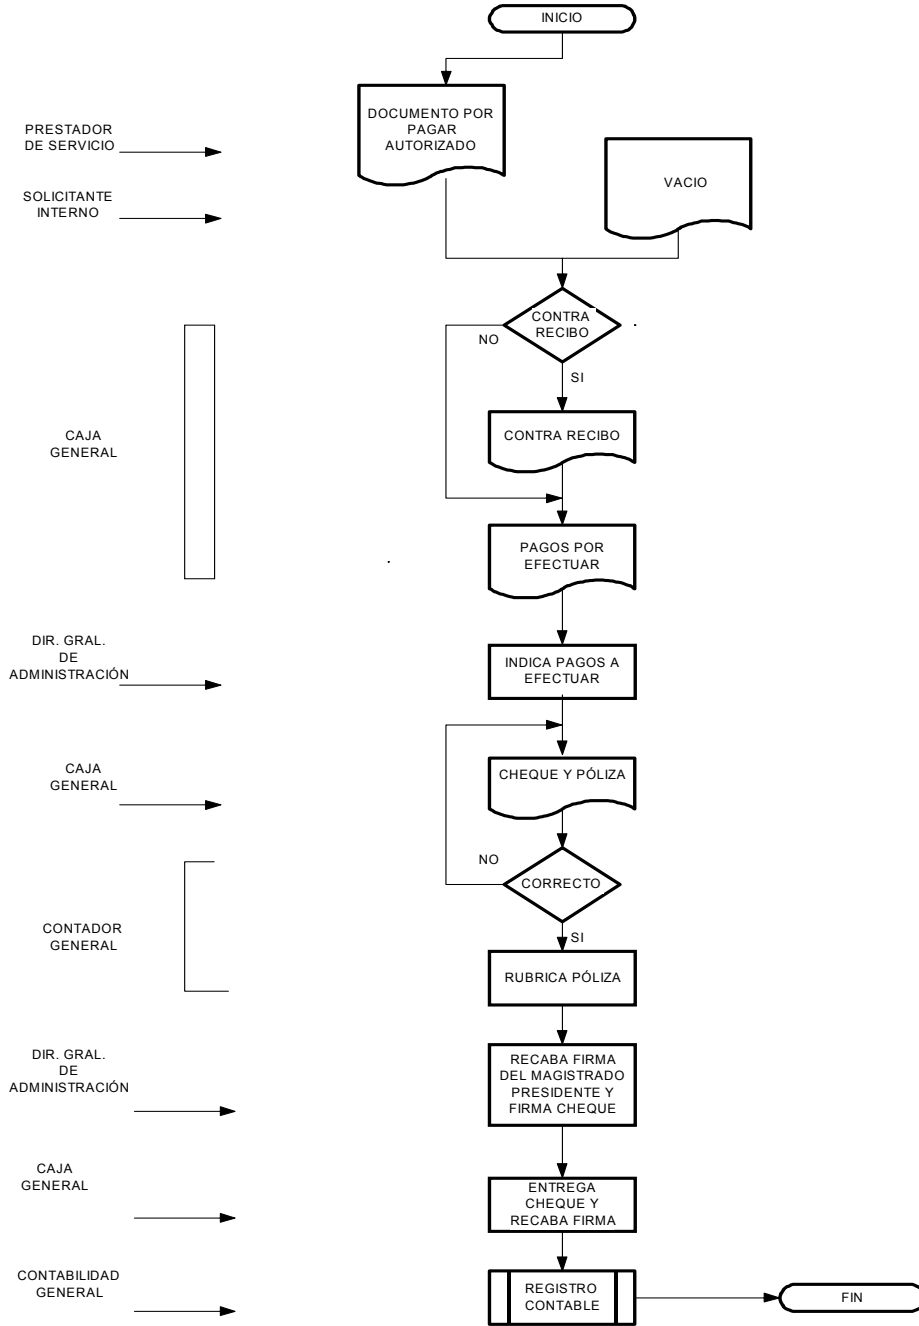 INICIO
DOCUMENTO POR
PAGAR
AUTORIZADO
PRESTADOR
DE SERVICIO
VACIO
SOLICITANTE
INTERNO
CONTRA
RECIBO
NO
SI
CONTRA RECIBO
CAJA
GENERAL
PAGOS POR
EFECTUAR
DIR. GRAL.
DE
ADMINISTRACIÓN
INDICA PAGOS A
EFECTUAR
CAJA
GENERAL
CHEQUE Y PÓLIZA
NO
CORRECTO
SI
CONTADOR
GENERAL
RUBRICA PÓLIZA
DIR. GRAL.
DE
ADMINISTRACIÓN
RECABA FIRMA
DEL MAGISTRADO
PRESIDENTE Y
FIRMA CHEQUE
CAJA
GENERAL
ENTREGA
CHEQUE Y
RECABA FIRMA
CONTABILIDAD
GENERAL
REGISTRO
CONTABLE
FIN